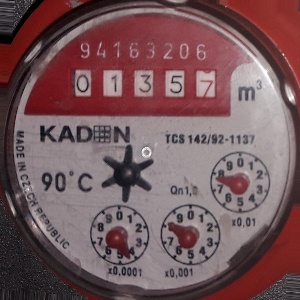 94163206
01357 m³
KADEN
TCS 142/92-1137
90°C
Qn1,
MADE IN CZECH REPUBLIC
x0,01
x0,0001
x0,001